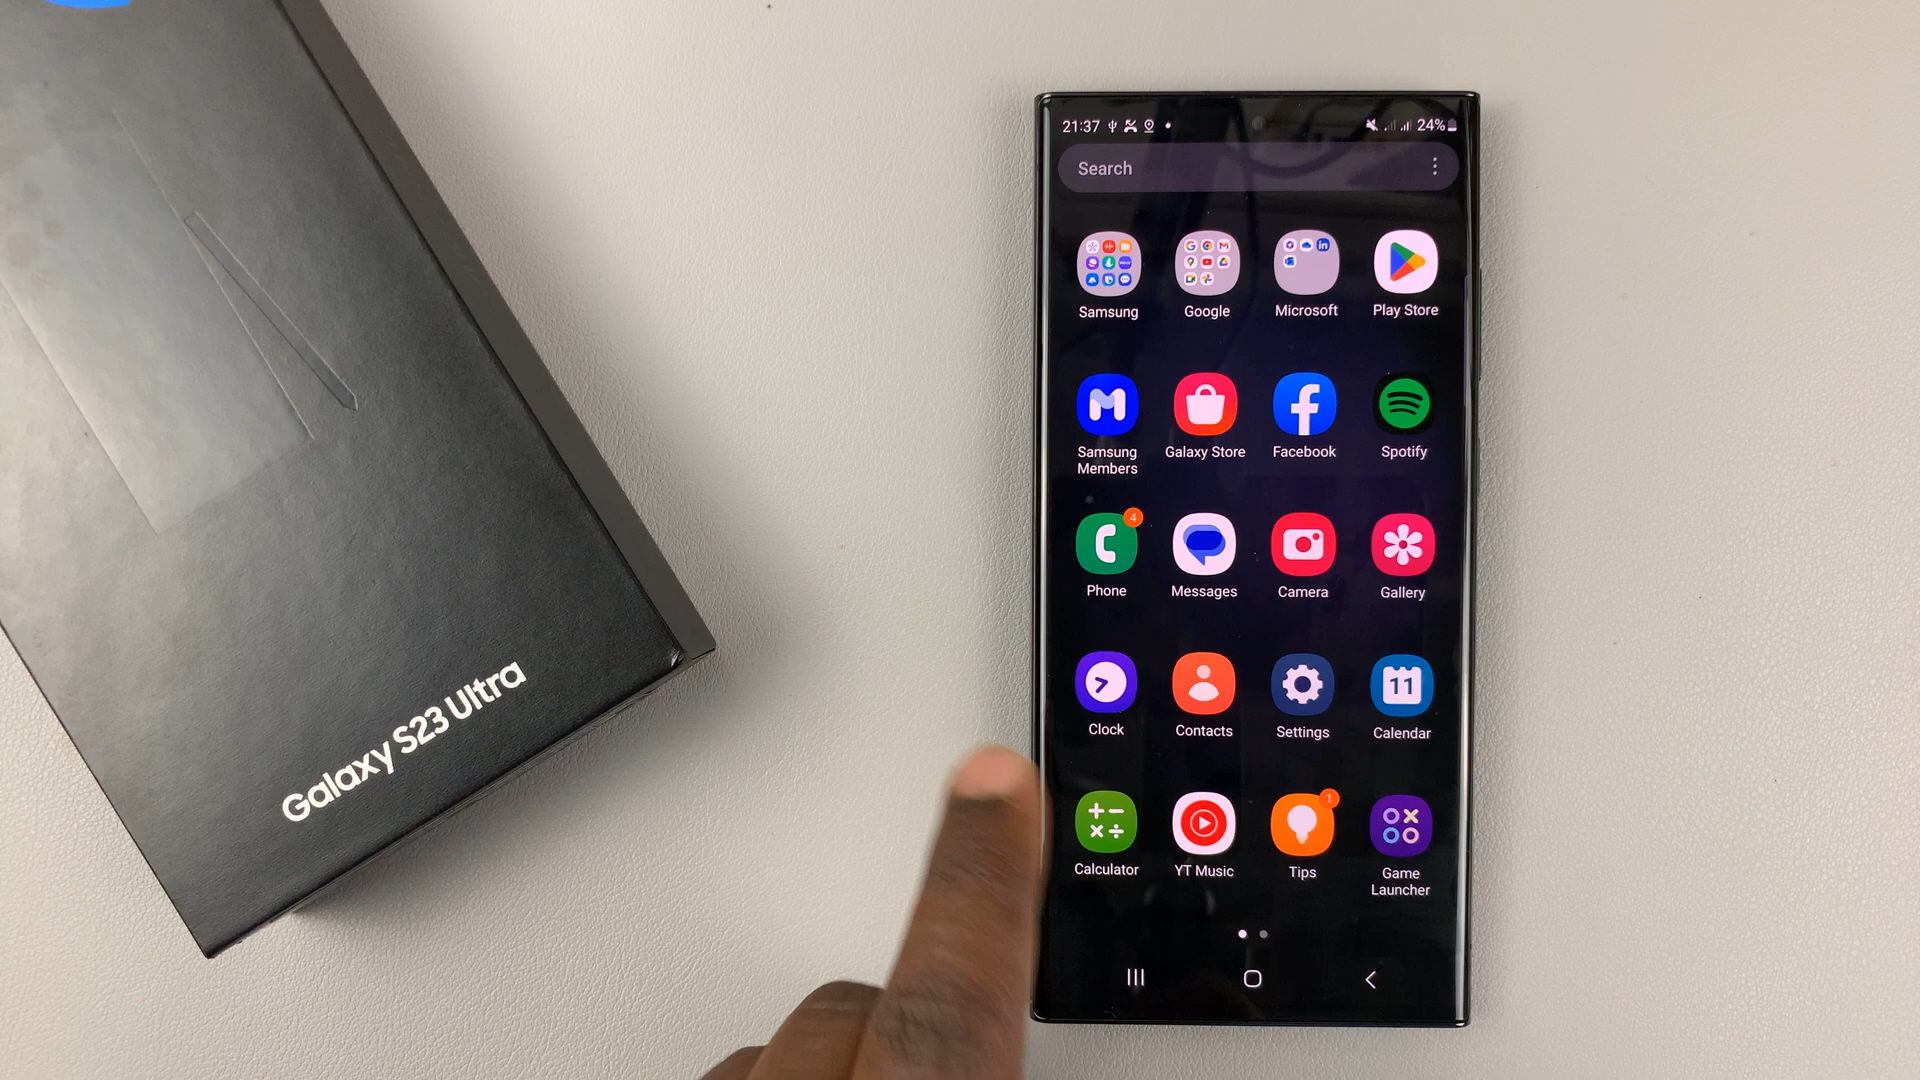 Galaxy S23 Ultra
21:37
24%
Search
Samsung Google Microsoft Play Store
Samsung Members Galaxy Store Facebook Spotify
4
Phone Messages Camera Gallery
11
Clock Contacts Settings Calendar
1
Calculator YT Music Tips Game Launcher